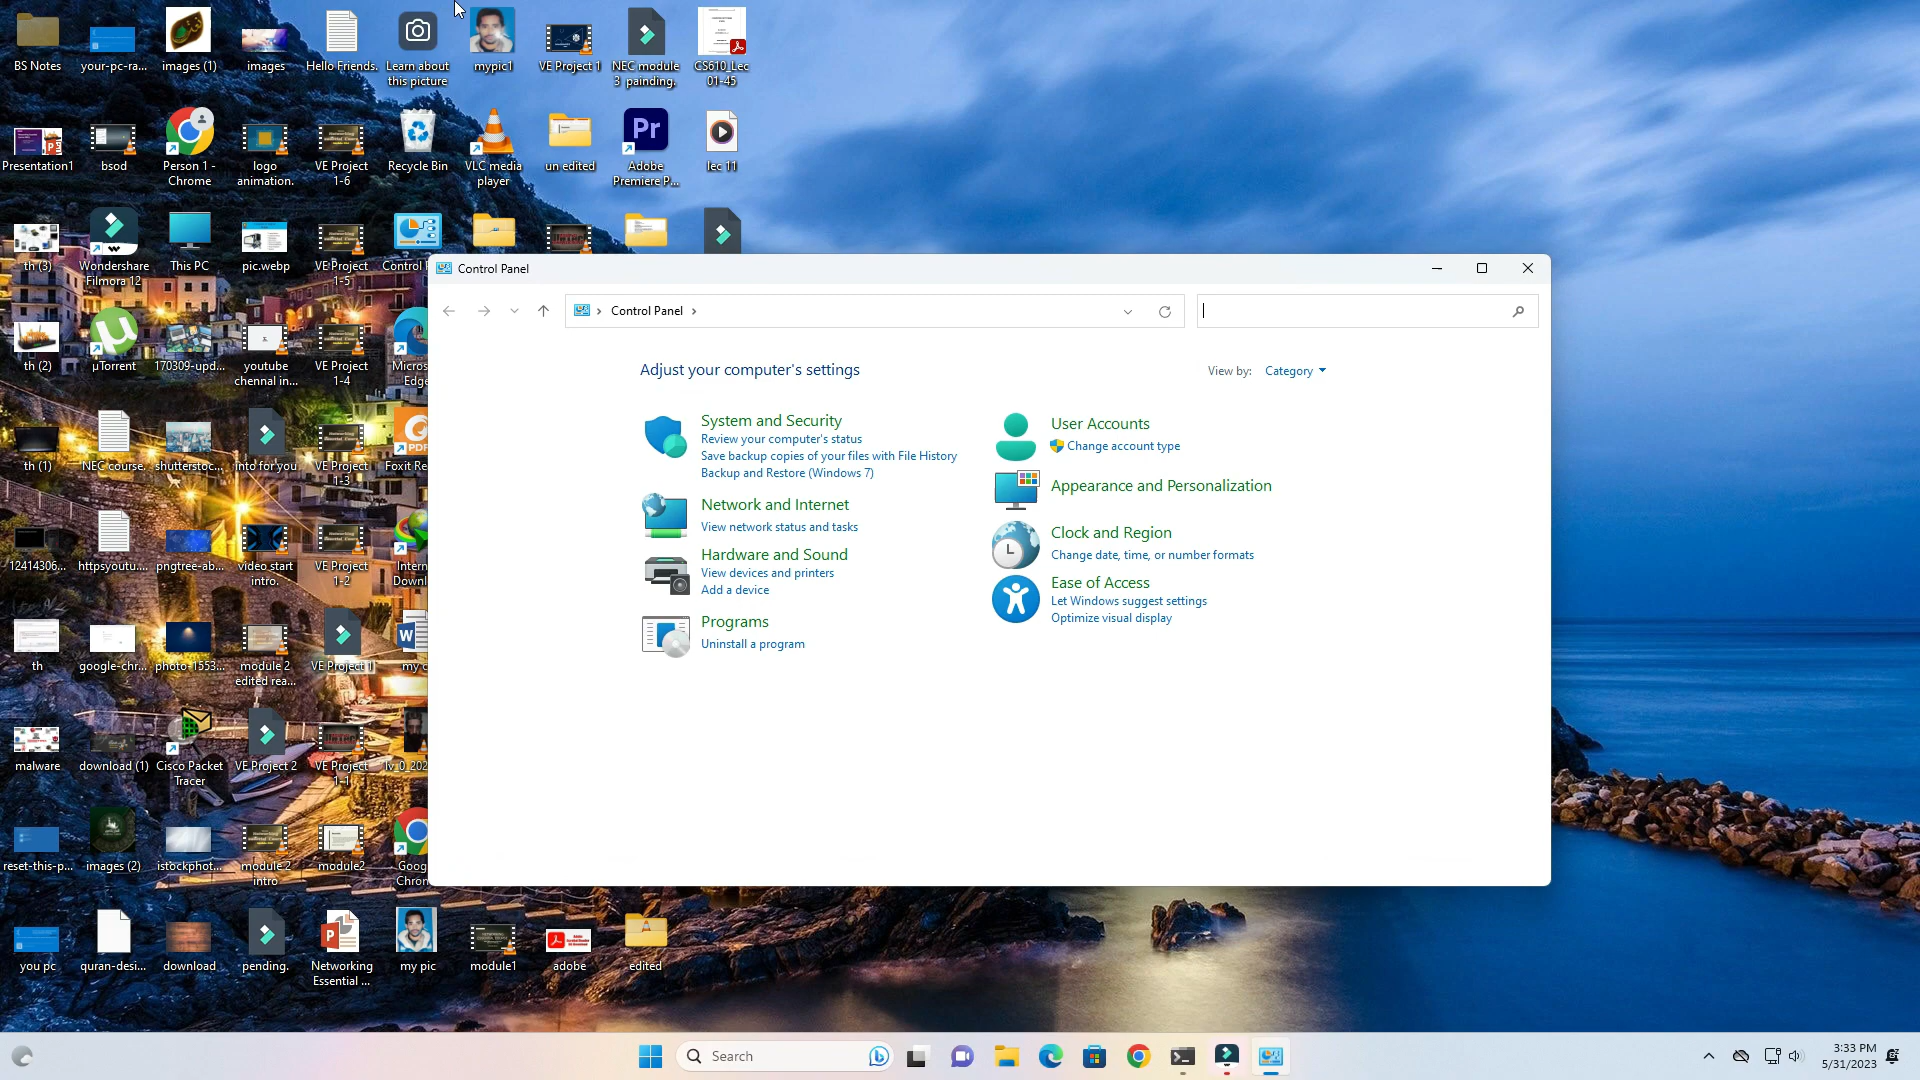 BS Notes
your-pc-ra...
images (1)
images
Hello Friends.
Learn about
this picture
mypic1
VE Project 1
NEC module
3 painding.
CS610_Lec
01-45
Presentation1
bsod
Person 1 -
Chrome
logo
animation.
VE Project
1-6
Recycle Bin
VLC media
player
un edited
Adobe
Premiere P...
lec 11
th (3)
Wondershare
Filmora 12
This PC
pic.webp
VE Project
1-5
Control P
th (2)
µTorrent
170309-upd...
youtube
chennal in...
VE Project
1-4
Micros
Edge
th (1)
NEC course.
shutterstoc...
into for you
VE Project
1-3
Foxit Re
12414306...
httpsyoutu...
pngtree-ab...
video start
intro.
VE Project
1-2
Intern
Downl
th
google-chr...
photo-1553...
module 2
edited rea...
VE Project 1
my c
malware
download (1)
Cisco Packet
Tracer
VE Project 2
VE Project
1-1
lv_0_202
reset-this-p...
images (2)
istockphot...
module 2
intro
module2
Goog
Chron
you pc
quran-desi...
download
pending.
Networking
Essential ...
my pic
module1
adobe
edited
Control Panel
Control Panel
Adjust your computer's settings
View by: Category
System and Security
Review your computer's status
Save backup copies of your files with File History
Backup and Restore (Windows 7)
Network and Internet
View network status and tasks
Hardware and Sound
View devices and printers
Add a device
Programs
Uninstall a program
User Accounts
Change account type
Appearance and Personalization
Clock and Region
Change date, time, or number formats
Ease of Access
Let Windows suggest settings
Optimize visual display
Search
3:33 PM
5/31/2023